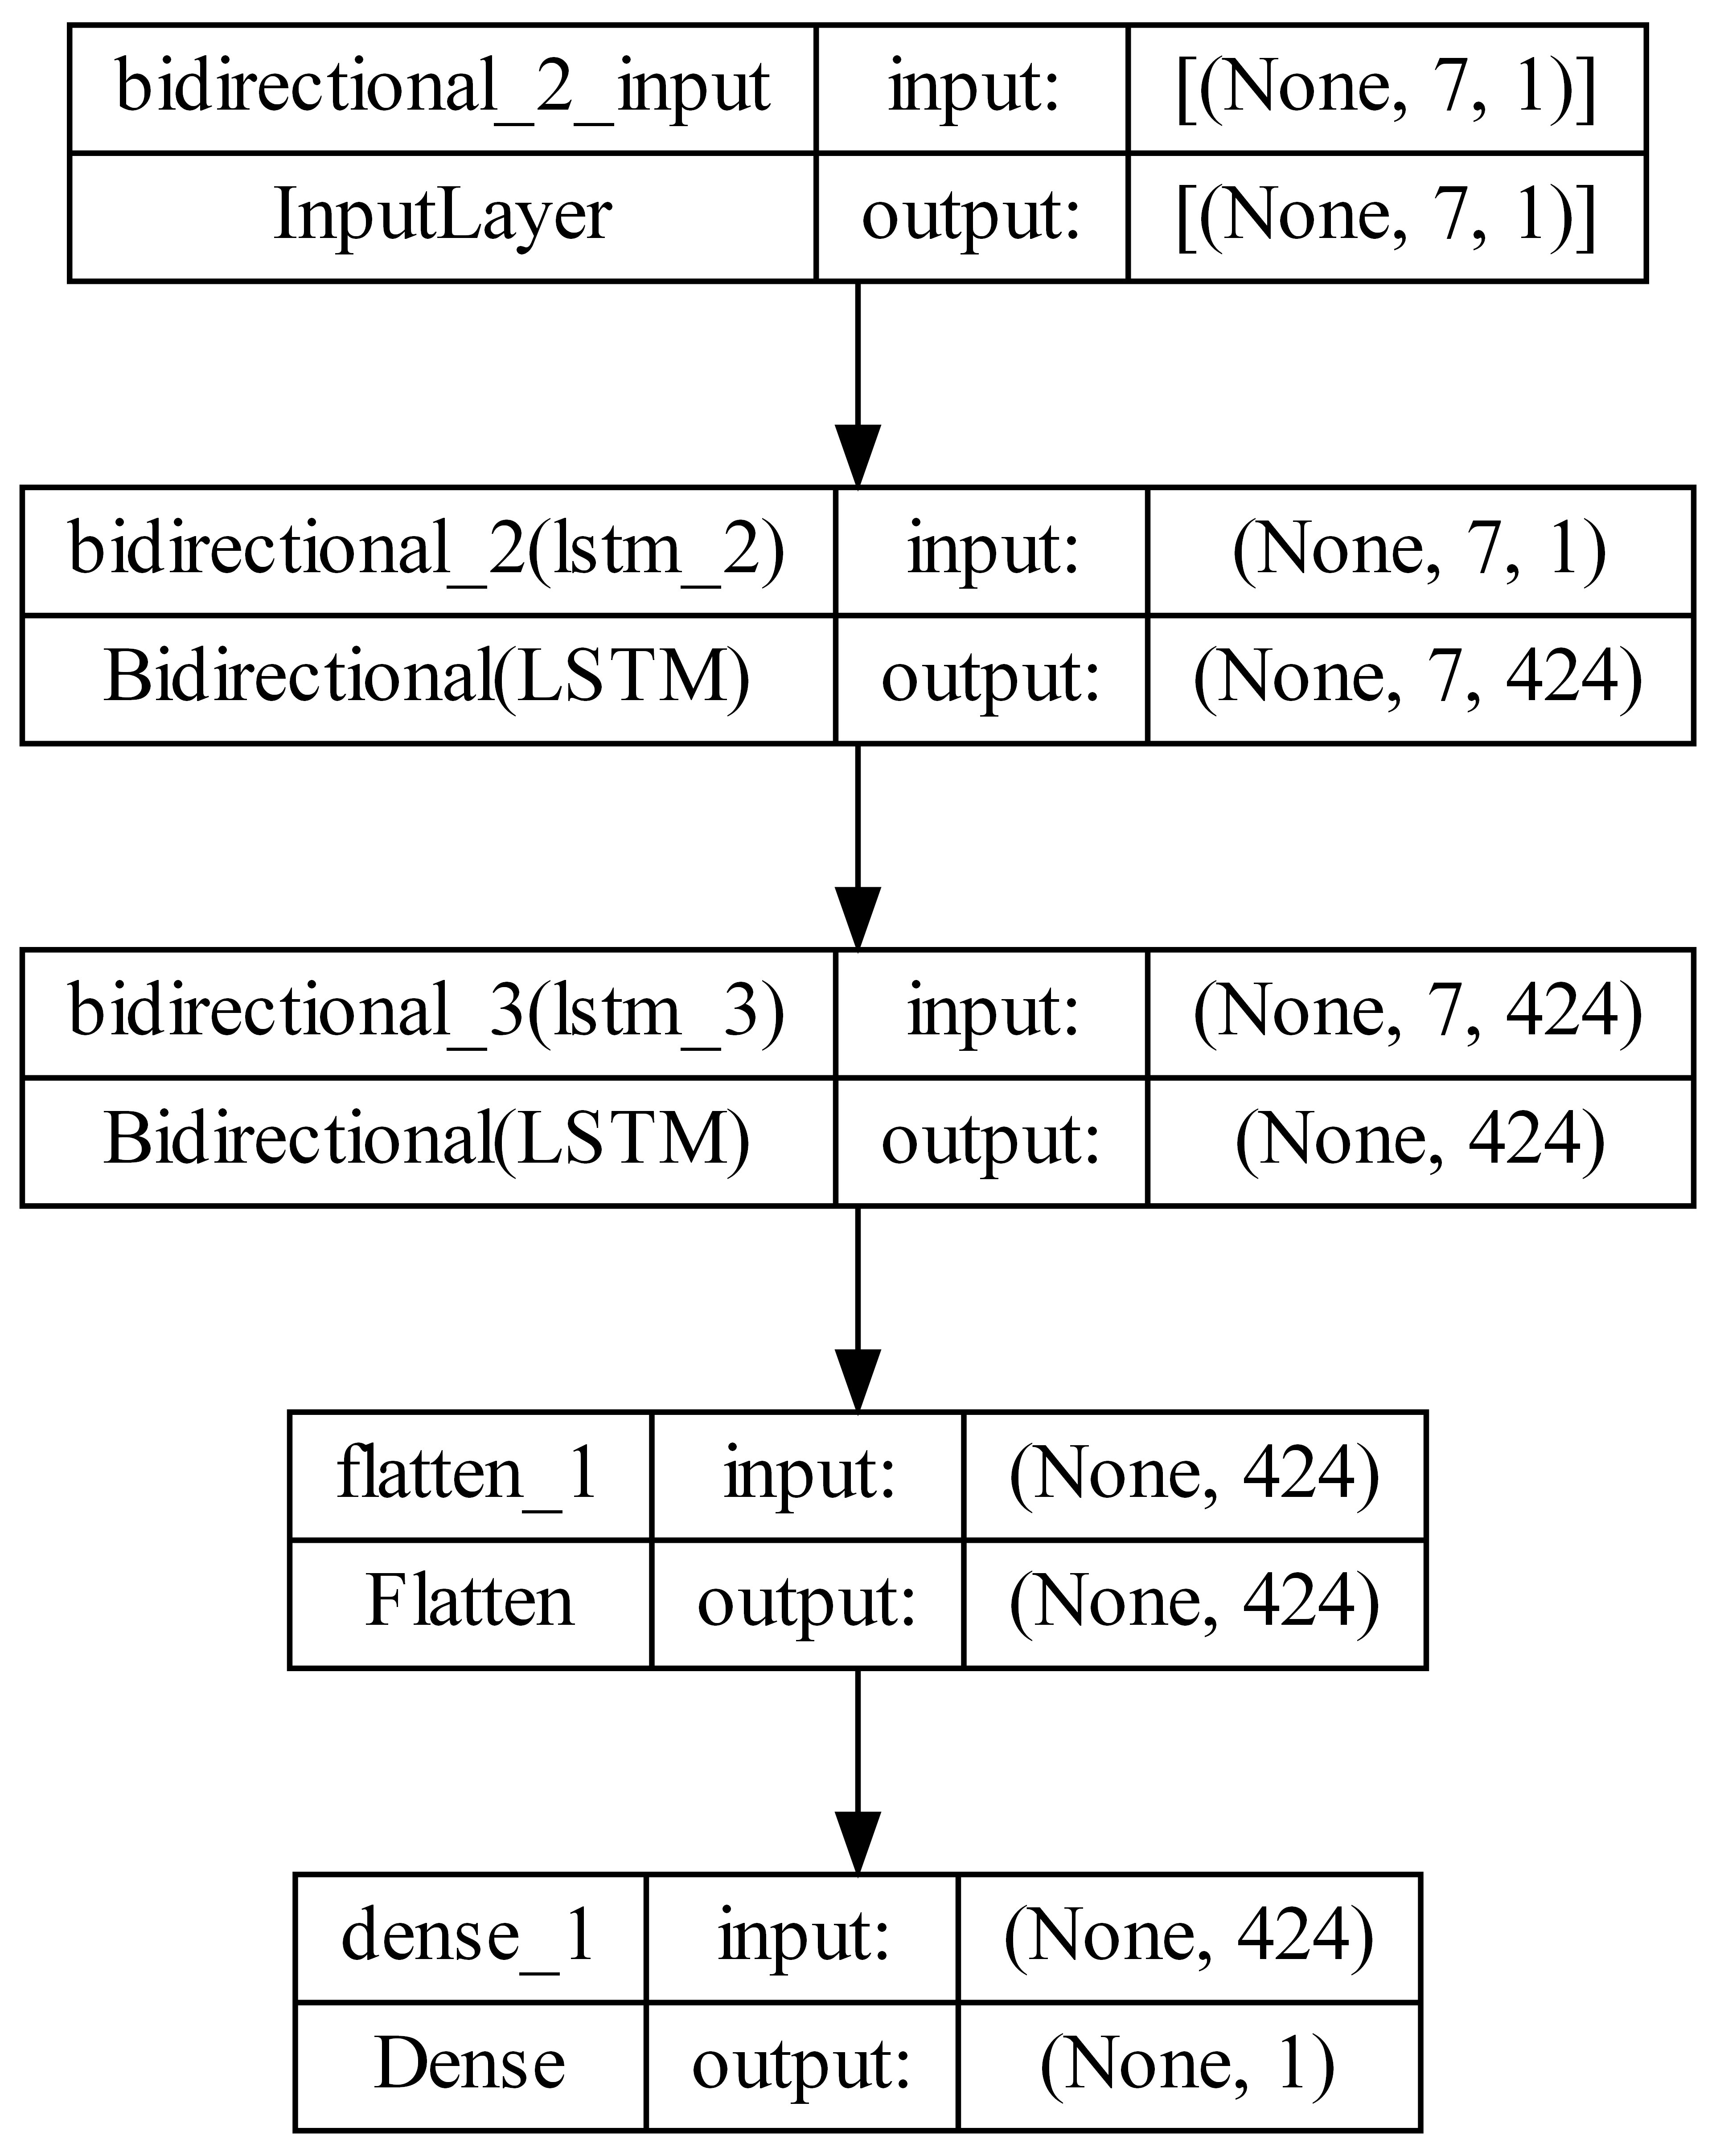 bidirectional_2_input input: [(None, 7, 1)]
InputLayer output: [(None, 7, 1)]
bidirectional_2(lstm_2) input: (None, 7, 1)
Bidirectional(LSTM) output: (None, 7, 424)
bidirectional_3(lstm_3) input: (None, 7, 424)
Bidirectional(LSTM) output: (None, 424)
flatten_1 input: (None, 424)
Flatten output: (None, 424)
dense_1 input: (None, 424)
Dense output: (None, 1)